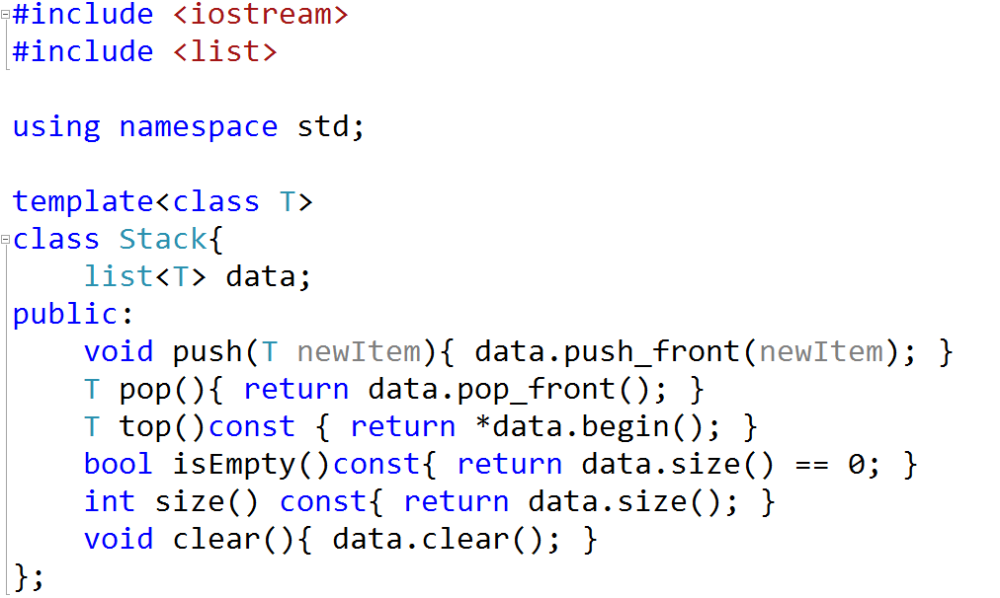 #include <iostream>
#include <list>
using namespace std;
template<class T>
class Stack{
    list<T> data;
public:
    void push(T newItem){ data.push_front(newItem); }
    T pop(){ return data.pop_front(); }
    T top()const { return *data.begin(); }
    bool isEmpty()const{ return data.size() == 0; }
    int size() const{ return data.size(); }
    void clear(){ data.clear(); }
};